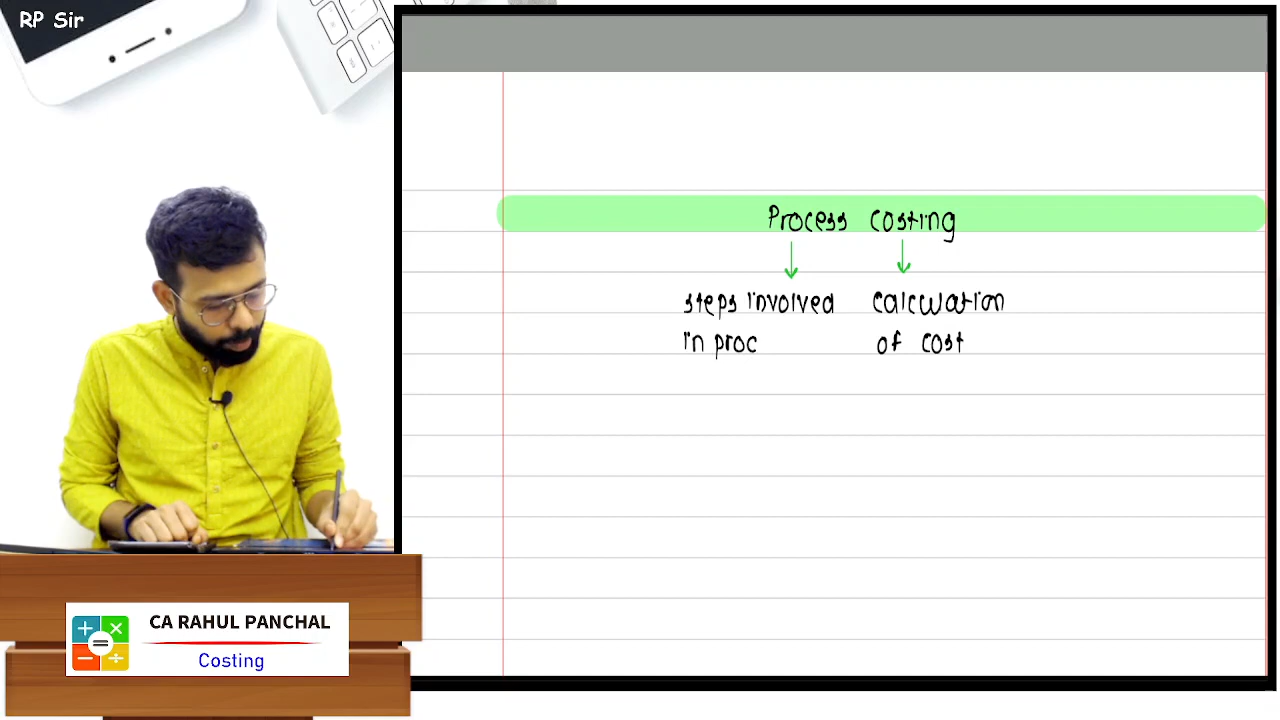 RP Sir
Process Costing
steps involved calculation
in proc of cost
CA RAHUL PANCHAL
Costing